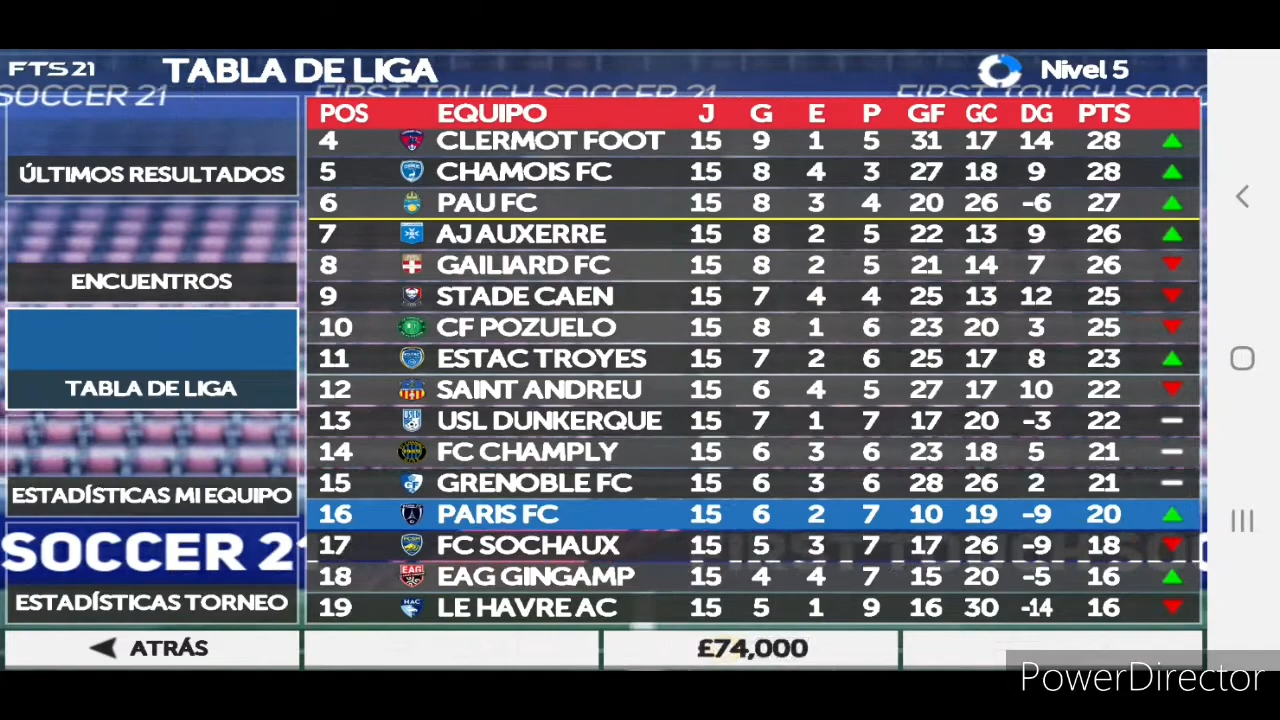 FTS 21 TABLA DE LIGA Nivel 5
SOCCER 21 FIRST TOUCH SOCCER 21 FIRST TOUCH SOCC
POS EQUIPO J G E P GF GC DG PTS
4 CLERMOT FOOT 15 9 1 5 31 17 14 28
5 CHAMOIS FC 15 8 4 3 27 18 9 28
6 PAU FC 15 8 3 4 20 26 -6 27
7 AJ AUXERRE 15 8 2 5 22 13 9 26
8 GAILIARD FC 15 8 2 5 21 14 7 26
9 STADE CAEN 15 7 4 4 25 13 12 25
10 CF POZUELO 15 8 1 6 23 20 3 25
11 ESTAC TROYES 15 7 2 6 25 17 8 23
12 SAINT ANDREU 15 6 4 5 27 17 10 22
13 USL DUNKERQUE 15 7 1 7 17 20 -3 22
14 FC CHAMPLY 15 6 3 6 23 18 5 21
15 GRENOBLE FC 15 6 3 6 28 26 2 21
16 PARIS FC 15 6 2 7 10 19 -9 20
17 FC SOCHAUX 15 5 3 7 17 26 -9 18
18 EAG GINGAMP 15 4 4 7 15 20 -5 16
19 LE HAVRE AC 15 5 1 9 16 30 -14 16
ÚLTIMOS RESULTADOS
ENCUENTROS
TABLA DE LIGA
ESTADÍSTICAS MI EQUIPO
SOCCER 21
ESTADÍSTICAS TORNEO
ATRÁS £74,000
PowerDirector